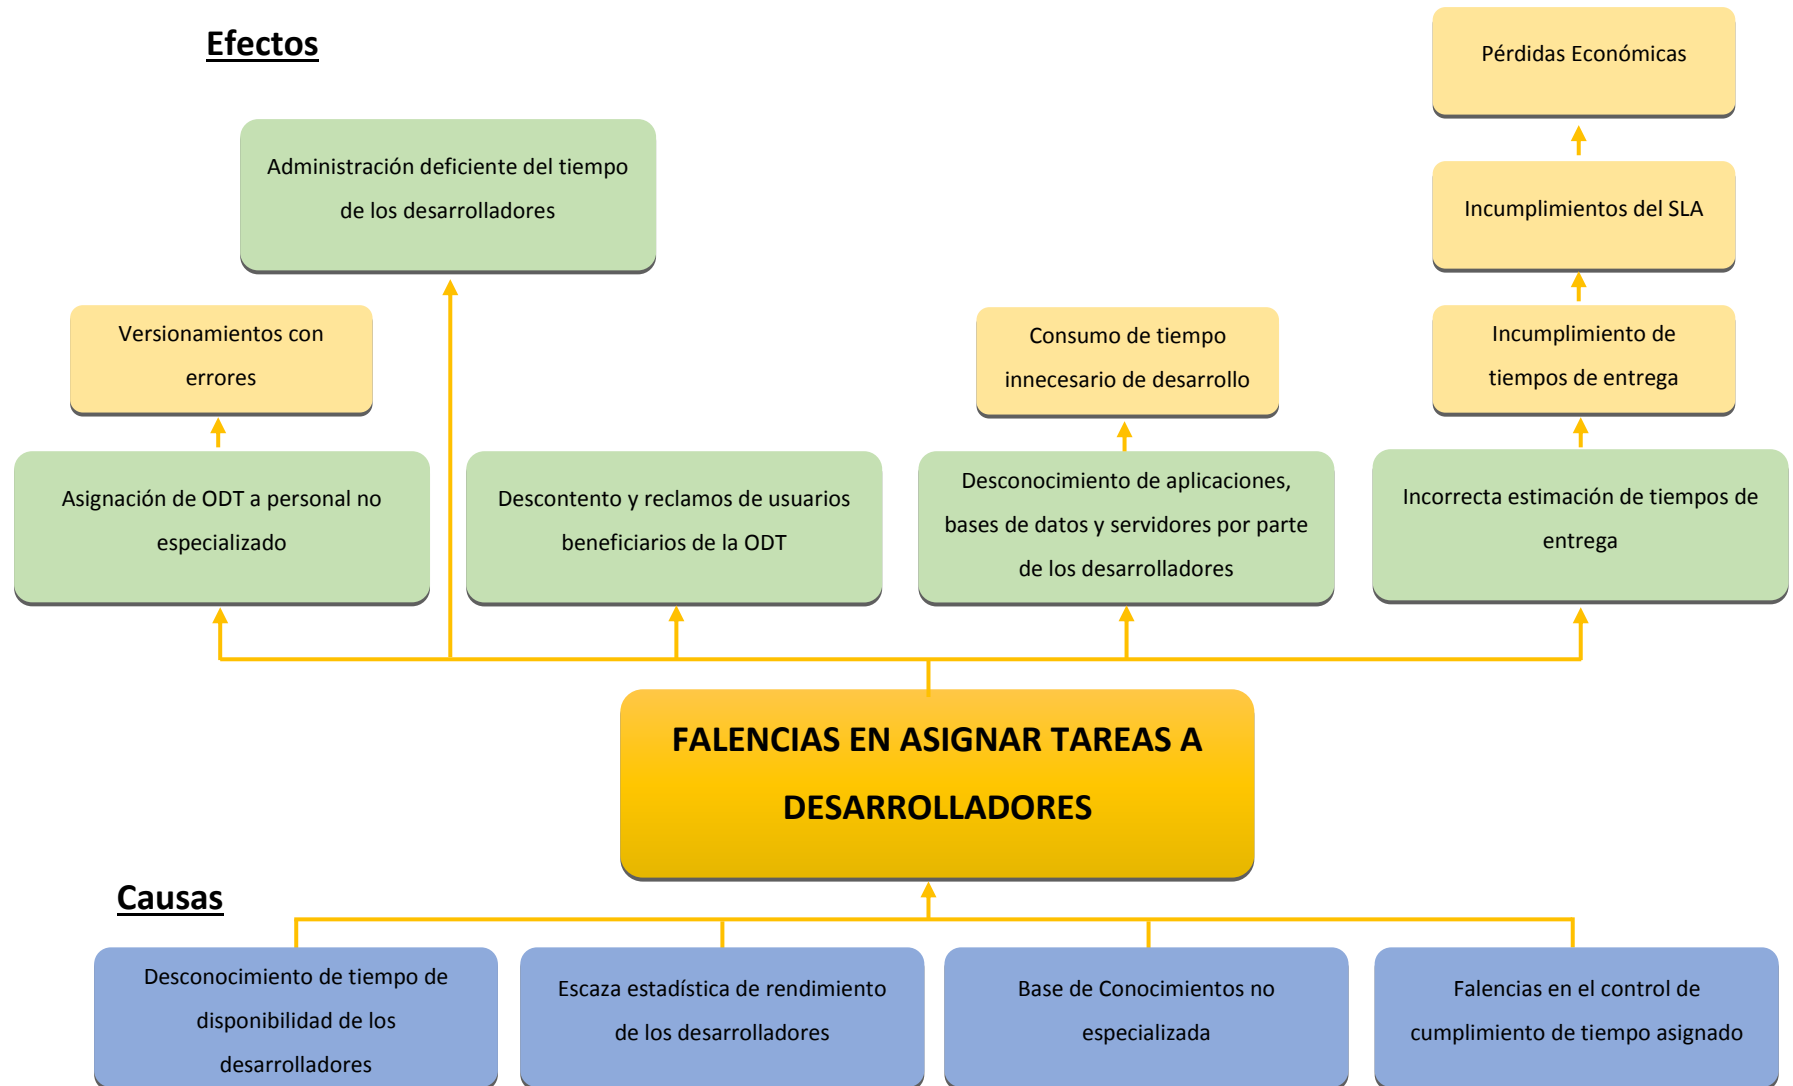 Efectos
Pérdidas Económicas
Administración deficiente del tiempo
de los desarrolladores
Incumplimientos del SLA
Versionamientos con
errores
Consumo de tiempo
innecesario de desarrollo
Incumplimiento de
tiempos de entrega
Asignación de ODT a personal no
especializado
Descontento y reclamos de usuarios
beneficiarios de la ODT
Desconocimiento de aplicaciones,
bases de datos y servidores por parte
de los desarrolladores
Incorrecta estimación de tiempos de
entrega
FALENCIAS EN ASIGNAR TAREAS A
DESARROLLADORES
Causas
Desconocimiento de tiempo de
disponibilidad de los
desarrolladores
Escaza estadística de rendimiento
de los desarrolladores
Base de Conocimientos no
especializada
Falencias en el control de
cumplimiento de tiempo asignado